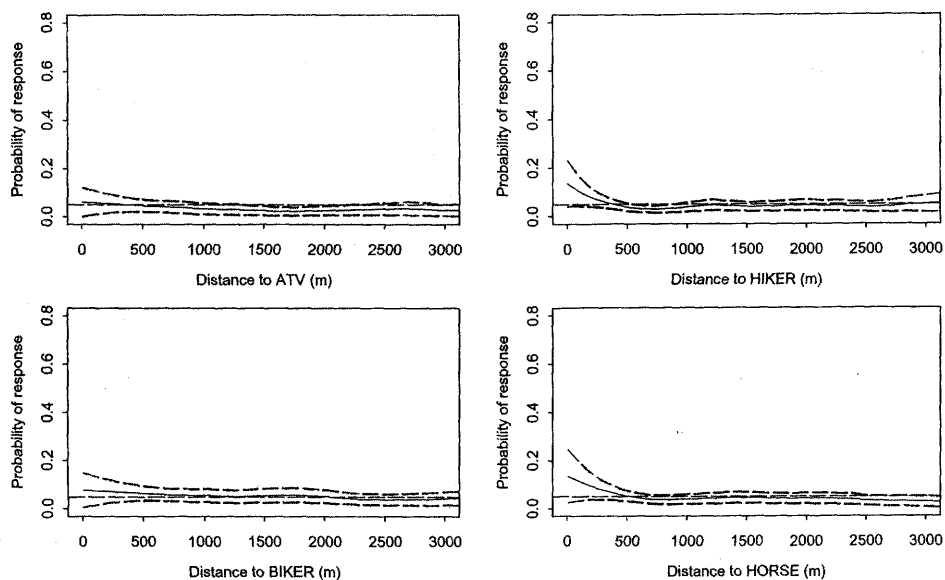 Probability of response
0.8
0.4
0.2
0.0
0 500 1000 1500 2000 2500 3000
Distance to ATV (m)
Probability of response
0.8
0.6
0.4
0.2
0.0
0 500 1000 1500 2000 2500 3000
Distance to HIKER (m)
Probability of response
0.8
0.6
0.4
0.2
0.0
0 500 1000 1500 2000 2500 3000
Distance to BIKER (m)
Probability of response
0.8
0.6
0.4
0.2
0.0
0 500 1000 1500 2000 2500 3000
Distance to HORSE (m)